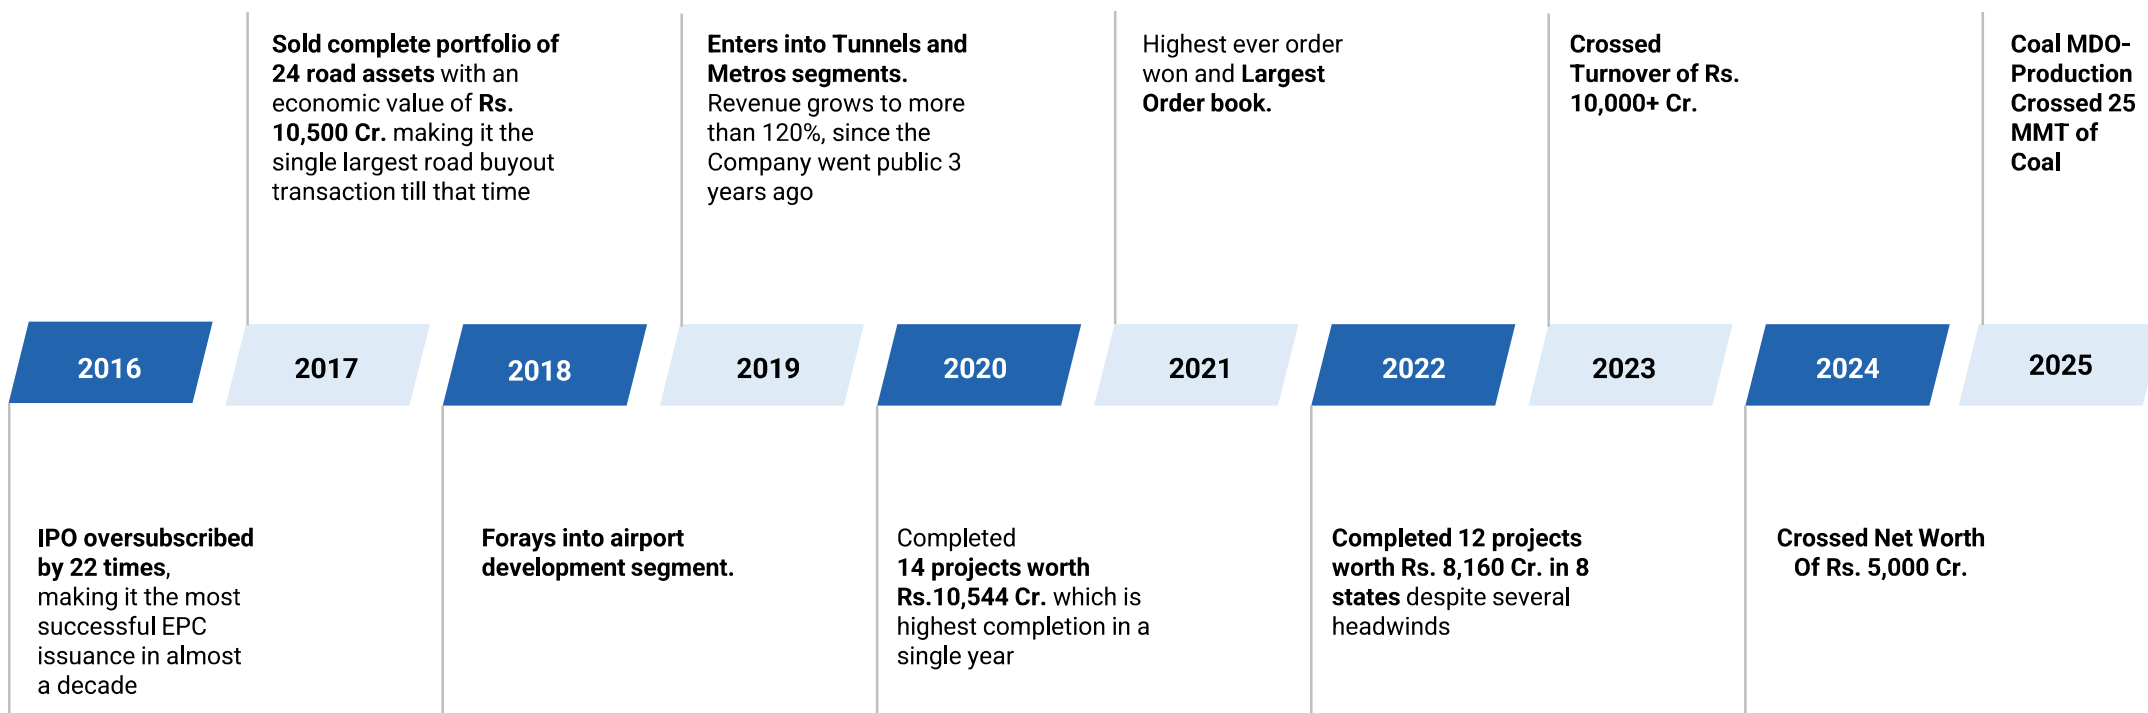 Sold complete portfolio of
24 road assets with an
economic value of Rs.
10,500 Cr. making it the
single largest road buyout
transaction till that time
Enters into Tunnels and
Metros segments.
Revenue grows to more
than 120%, since the
Company went public 3
years ago
Highest ever order
won and Largest
Order book.
Crossed
Turnover of Rs.
10,000+ Cr.
Coal MDO-
Production
Crossed 25
MMT of
Coal
2016
2017
2018
2019
2020
2021
2022
2023
2024
2025
IPO oversubscribed
by 22 times,
making it the most
successful EPC
issuance in almost
a decade
Forays into airport
development segment.
Completed
14 projects worth
Rs.10,544 Cr. which is
highest completion in a
single year
Completed 12 projects
worth Rs. 8,160 Cr. in 8
states despite several
headwinds
Crossed Net Worth
Of Rs. 5,000 Cr.